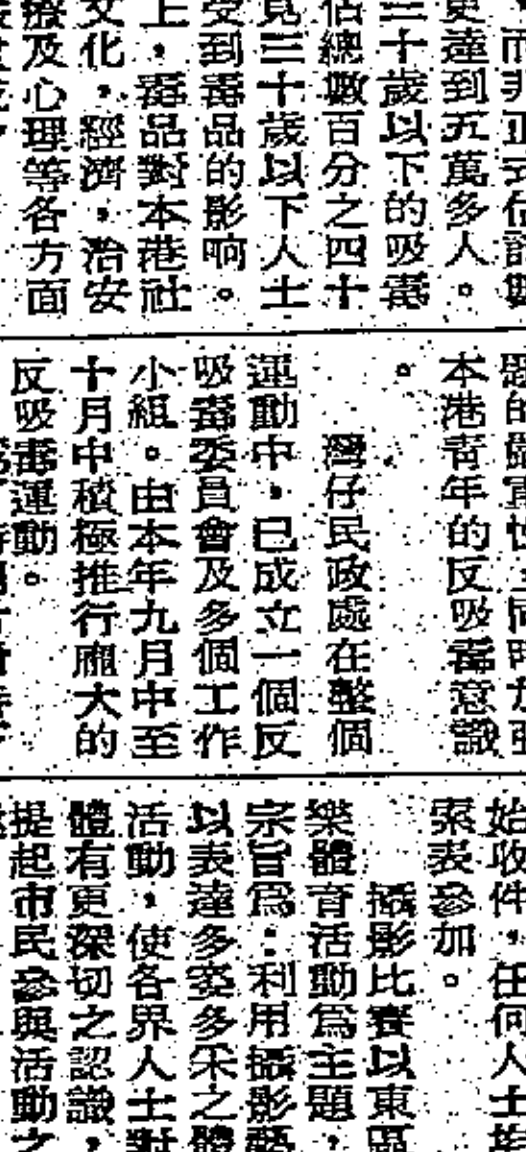 更達到五萬多人。
三十歲以下的吸毒
佔總數百分之四十
見三十歲以下人士
受到毒品的影响。
上,毒品對本港社
文化,經濟,治安
撥及心理等各方面
本港青年的反吸毒意識
。
灣仔民政處在整個
運動中,已成立一個反
吸毒委員會及多個工作
小組。由本年九月中至
十月中積極推行龐大的
反吸毒運動。
始收件,任何人士
索表參加。
攝影比賽以東區
樂體育活動爲主題,
宗旨爲:利用攝影藝
以表達多姿多采之體
活動,使各界人士對
體有更深切之認識,
提起市民參與活動之